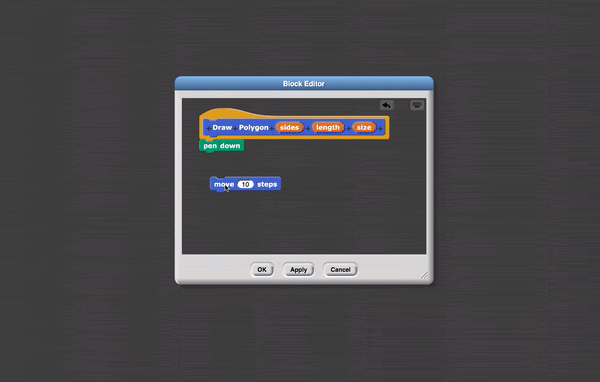 Block Editor
Draw Polygon sides length size
pen down
move 10 steps
OK Apply Cancel